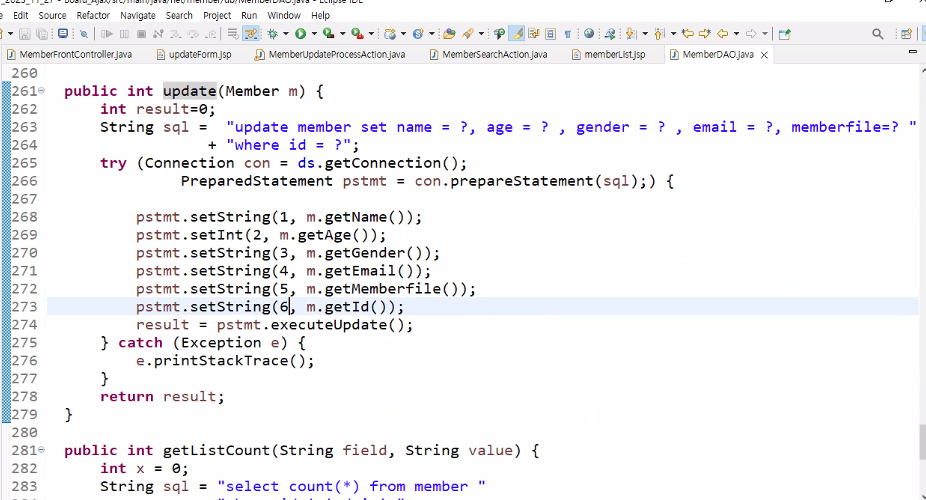 _2023_11_27 - Board_Ajax/src/main/java/net/member/db/MemberDAO.java - Eclipse IDE
Edit Source Refactor Navigate Search Project Run Window Help
MemberFrontController.java updateForm.jsp MemberUpdateProcessAction.java MemberSearchAction.java memberList.jsp MemberDAO.java
260
261 public int update(Member m) {
262 int result=0;
263 String sql = "update member set name = ?, age = ? , gender = ? , email = ?, memberfile=? "
264 + "where id = ?";
265 try (Connection con = ds.getConnection();
266 PreparedStatement pstmt = con.prepareStatement(sql);) {
267
268 pstmt.setString(1, m.getName());
269 pstmt.setInt(2, m.getAge());
270 pstmt.setString(3, m.getGender());
271 pstmt.setString(4, m.getEmail());
272 pstmt.setString(5, m.getMemberfile());
273 pstmt.setString(6, m.getId());
274 result = pstmt.executeUpdate();
275 } catch (Exception e) {
276 e.printStackTrace();
277 }
278 return result;
279 }
280
281 public int getListCount(String field, String value) {
282 int x = 0;
283 String sql = "select count(*) from member "